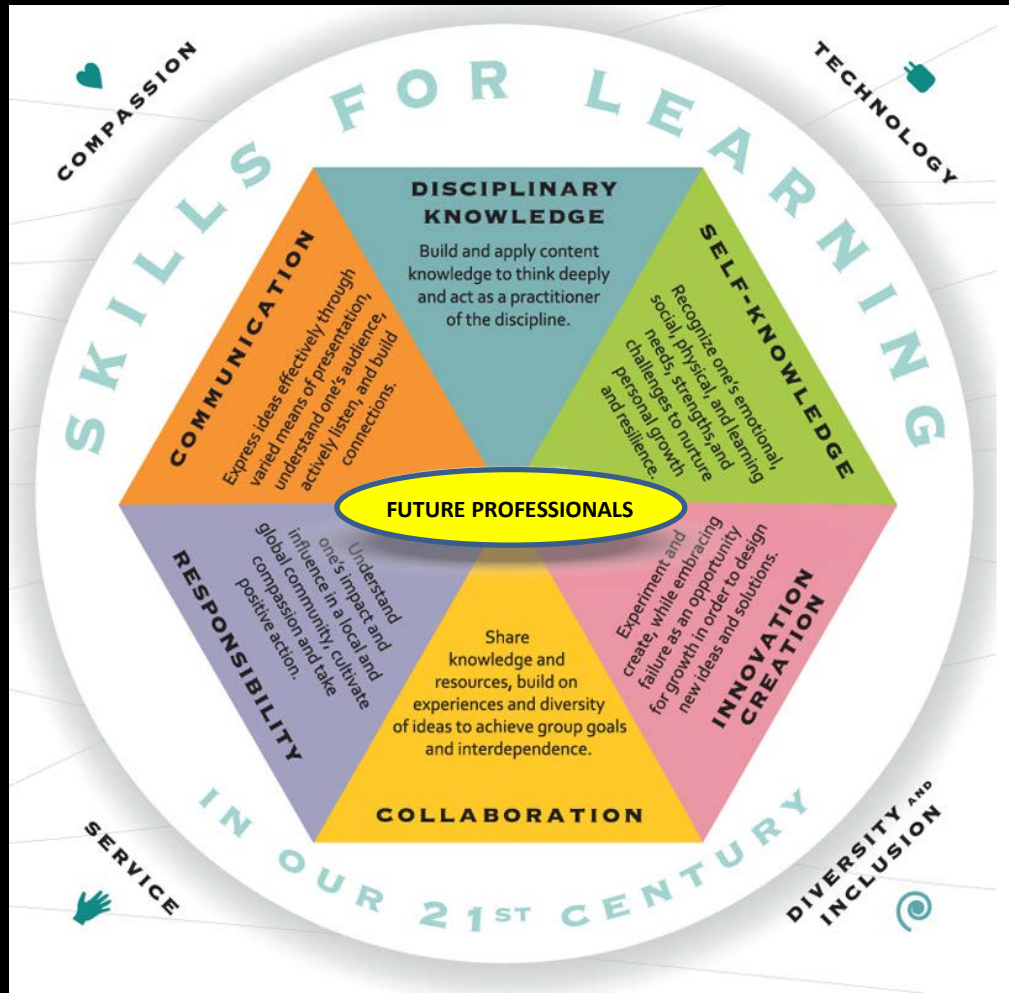 COMPASSION
TECHNOLOGY
SKILLS FOR LEARNING
DISCIPLINARY
KNOWLEDGE
Build and apply content
knowledge to think deeply
and act as a practitioner
of the discipline.
COMMUNICATION
Express ideas effectively through
varied means of presentation,
understand one's audience,
actively listen, and build
connections.
SELF-KNOWLEDGE
Recognize one's emotional,
social, physical, and learning
needs, strengths,and
challenges to nurture
personal growth
and resilience.
FUTURE PROFESSIONALS
RESPONSIBILITY
Understand
one's impact and
influence in a local and
global community, cultivate
compassion and take
positive action.
Share
knowledge and
resources, build on
experiences and diversity
of ideas to achieve group goals
and interdependence.
COLLABORATION
Experiment and
create, while embracing
failure as an opportunity
for growth in order to design
new ideas and solutions.
INNOVATION
CREATION
IN OUR 21ST CENTURY
SERVICE
DIVERSITY AND
INCLUSION